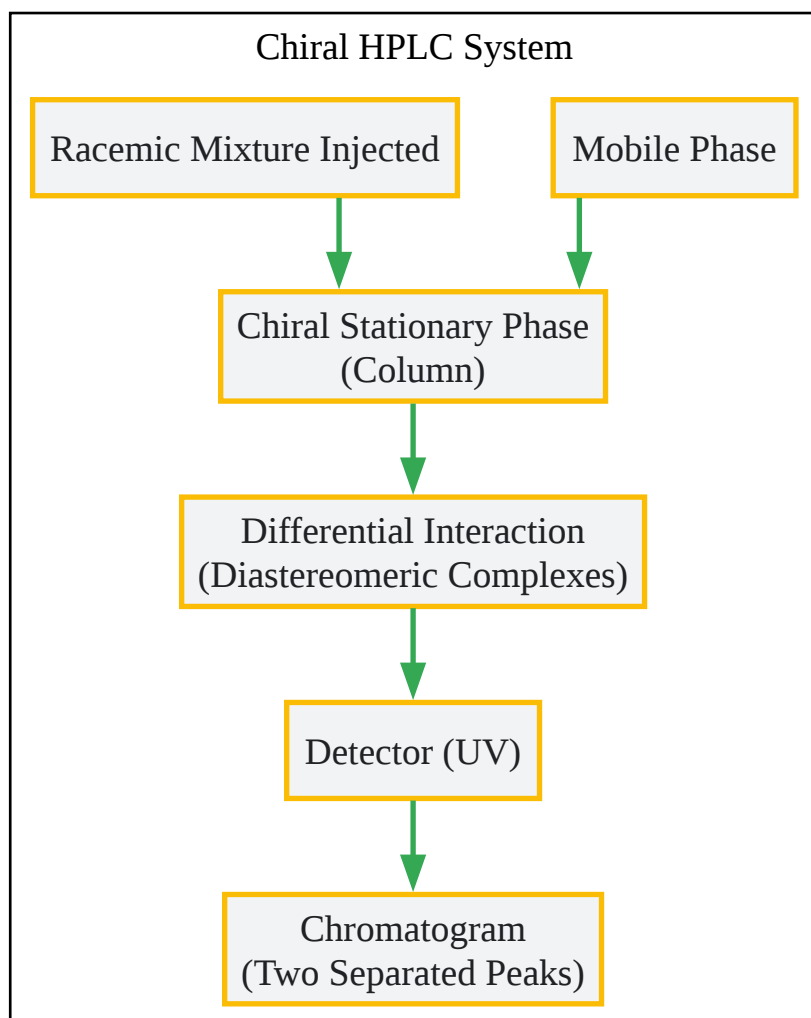 Chiral HPLC System
Racemic Mixture Injected
Mobile Phase
Chiral Stationary Phase
(Column)
Differential Interaction
(Diastereomeric Complexes)
Detector (UV)
Chromatogram
(Two Separated Peaks)